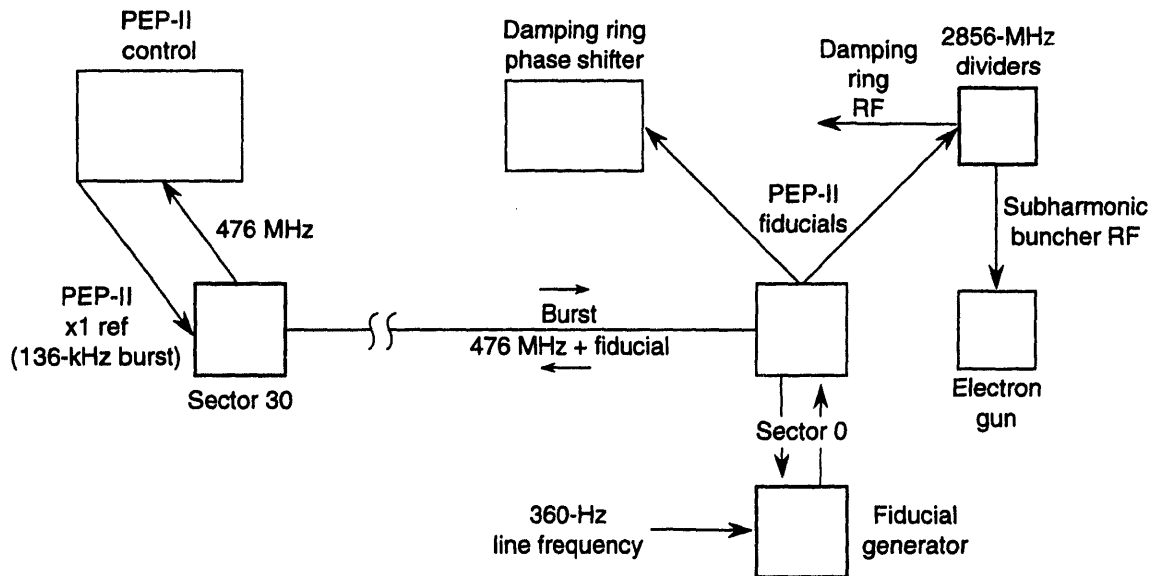 PEP-II
control
Damping ring
phase shifter
Damping
ring
RF
2856-MHz
dividers
476 MHz
PEP-II
fiducials
Subharmonic
buncher RF
PEP-II
x1 ref
(136-kHz burst)
Burst
476 MHz + fiducial
Sector 30
Electron
gun
Sector 0
360-Hz
line frequency
Fiducial
generator